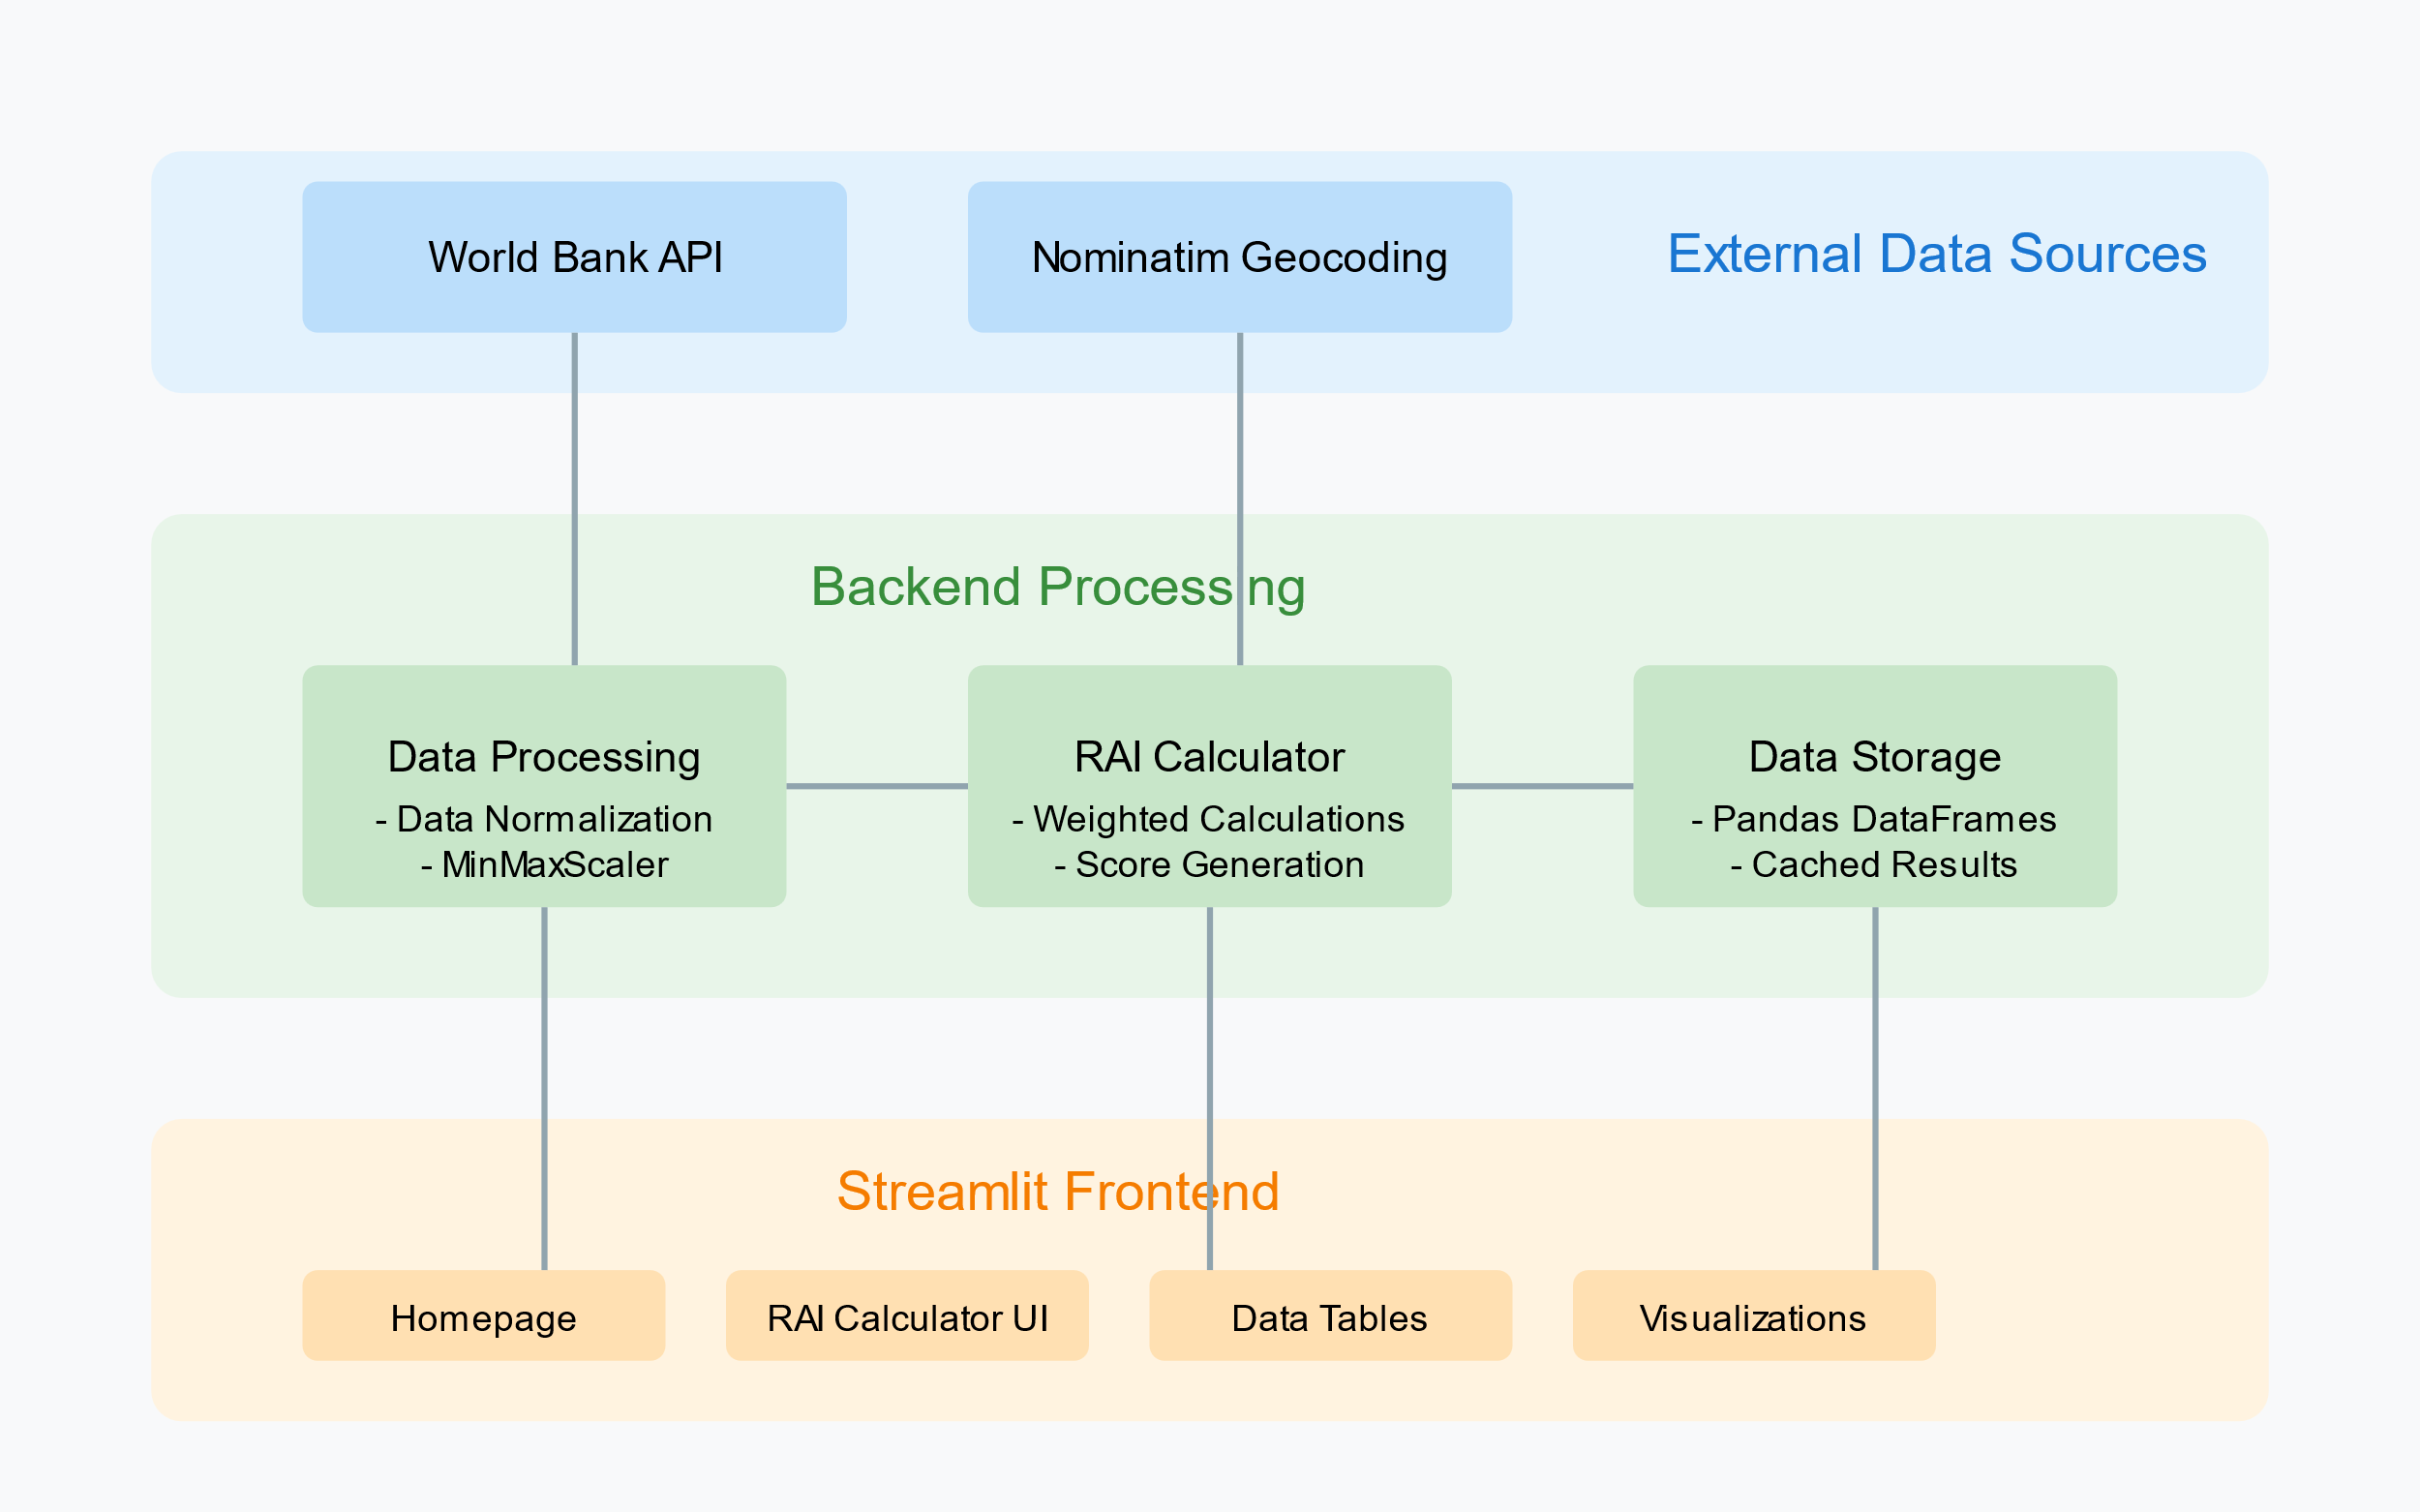 World Bank API
Nominatim Geocoding
External Data Sources
Backend Processing
Data Processing
- Data Normalization
- MinMaxScaler
RAI Calculator
- Weighted Calculations
- Score Generation
Data Storage
- Pandas DataFrames
- Cached Results
Streamlit Frontend
Homepage
RAI Calculator UI
Data Tables
Visualizations